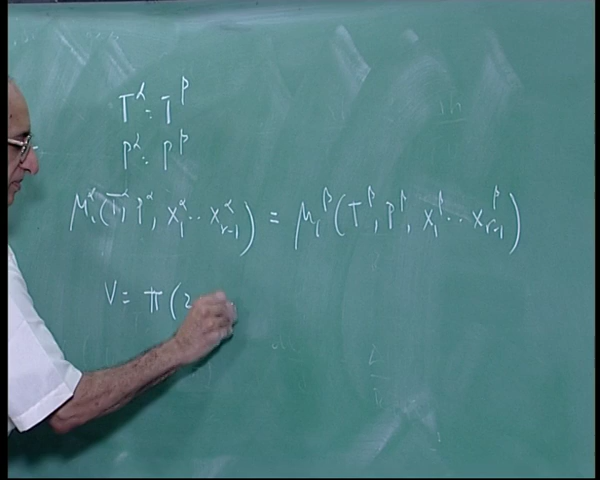 T^α = T^β
P^α = P^β
μ_i^α (T^α, P^α, x_1^α .. x_{r-1}^α) = μ_i^β (T^β, P^β, x_1^β .. x_{r-1}^β)
V = π (2